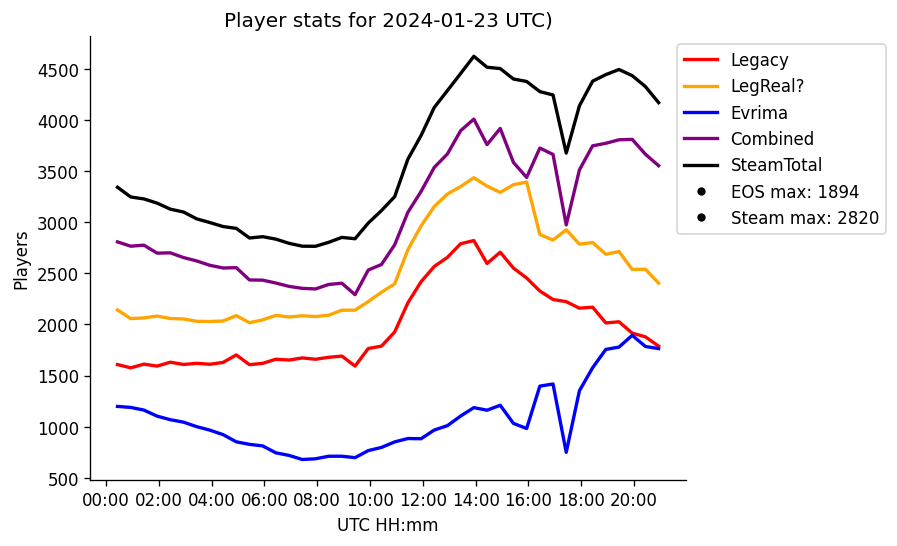 Player stats for 2024-01-23 UTC)
Legacy
LegReal?
Evrima
Combined
SteamTotal
EOS max: 1894
Steam max: 2820
4500
4000
3500
3000
2500
2000
1500
1000
500
Players
00:00 02:00 04:00 06:00 08:00 10:00 12:00 14:00 16:00 18:00 20:00
UTC HH:mm